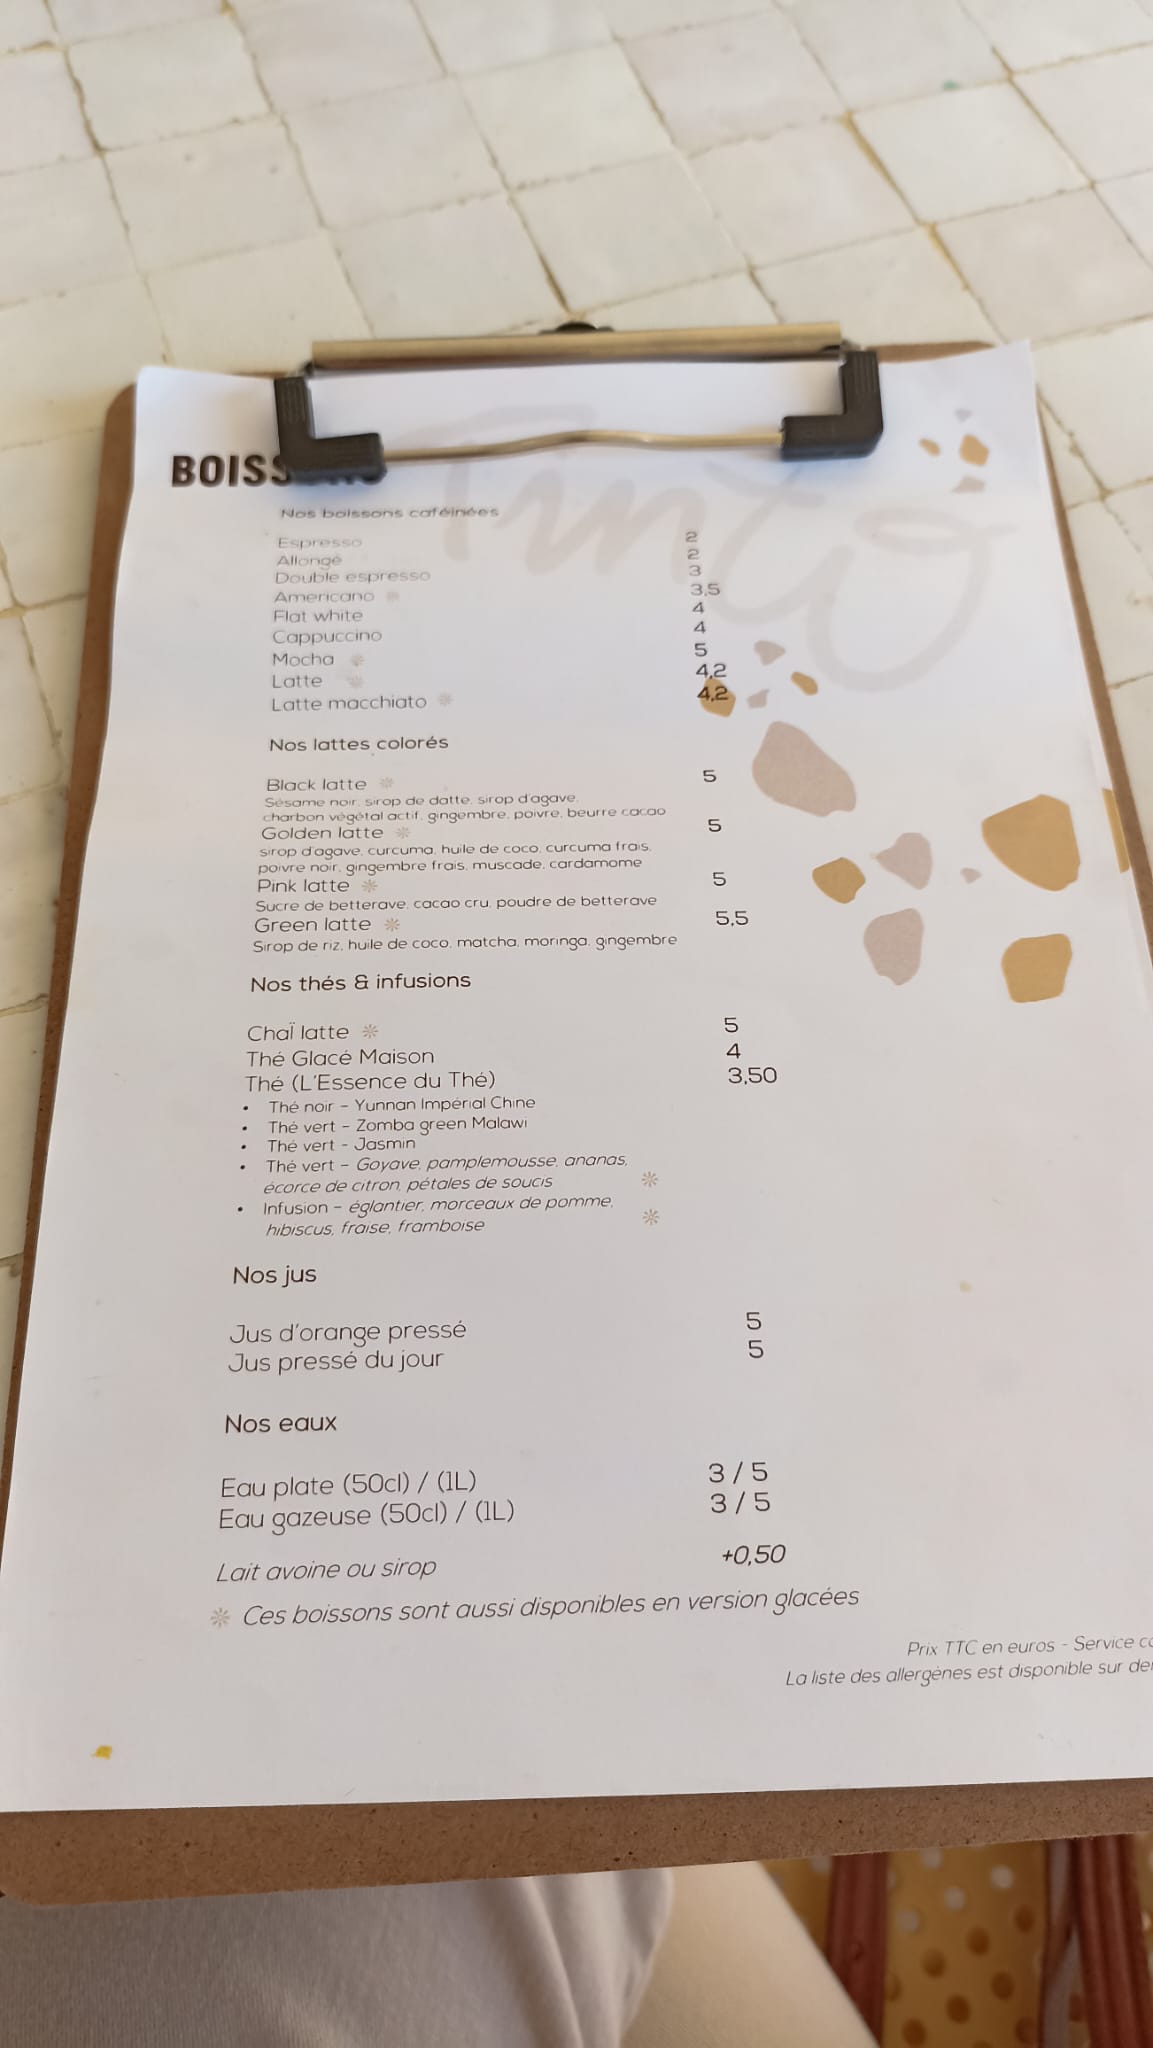 Tinto
BOISSONS
Nos boissons caféinées
Espresso 2
Allongé 2
Double espresso 3
Americano ❊ 3,5
Flat white 4
Cappuccino 4
Mocha ❊ 5
Latte ❊ 4,2
Latte macchiato ❊ 4,2
Nos lattes colorés
Black latte ❊ 5
Sésame noir, sirop de datte, sirop d'agave,
charbon végétal actif, gingembre, poivre, beurre cacao
Golden latte ❊ 5
sirop d'agave, curcuma, huile de coco, curcuma frais,
poivre noir, gingembre frais, muscade, cardamome
Pink latte ❊ 5
Sucre de betterave, cacao cru, poudre de betterave
Green latte ❊ 5,5
Sirop de riz, huile de coco, matcha, moringa, gingembre
Nos thés & infusions
Chaï latte ❊ 5
Thé Glacé Maison 4
Thé (L'Essence du Thé) 3,50
• Thé noir – Yunnan Impérial Chine
• Thé vert – Zomba green Malawi
• Thé vert - Jasmin
• Thé vert – Goyave, pamplemousse, ananas,
écorce de citron, pétales de soucis ❊
• Infusion – églantier, morceaux de pomme,
hibiscus, fraise, framboise ❊
Nos jus
Jus d'orange pressé 5
Jus pressé du jour 5
Nos eaux
Eau plate (50cl) / (1L) 3 / 5
Eau gazeuse (50cl) / (1L) 3 / 5
Lait avoine ou sirop +0,50
❊ Ces boissons sont aussi disponibles en version glacées
Prix TTC en euros - Service
La liste des allergènes est disponible sur